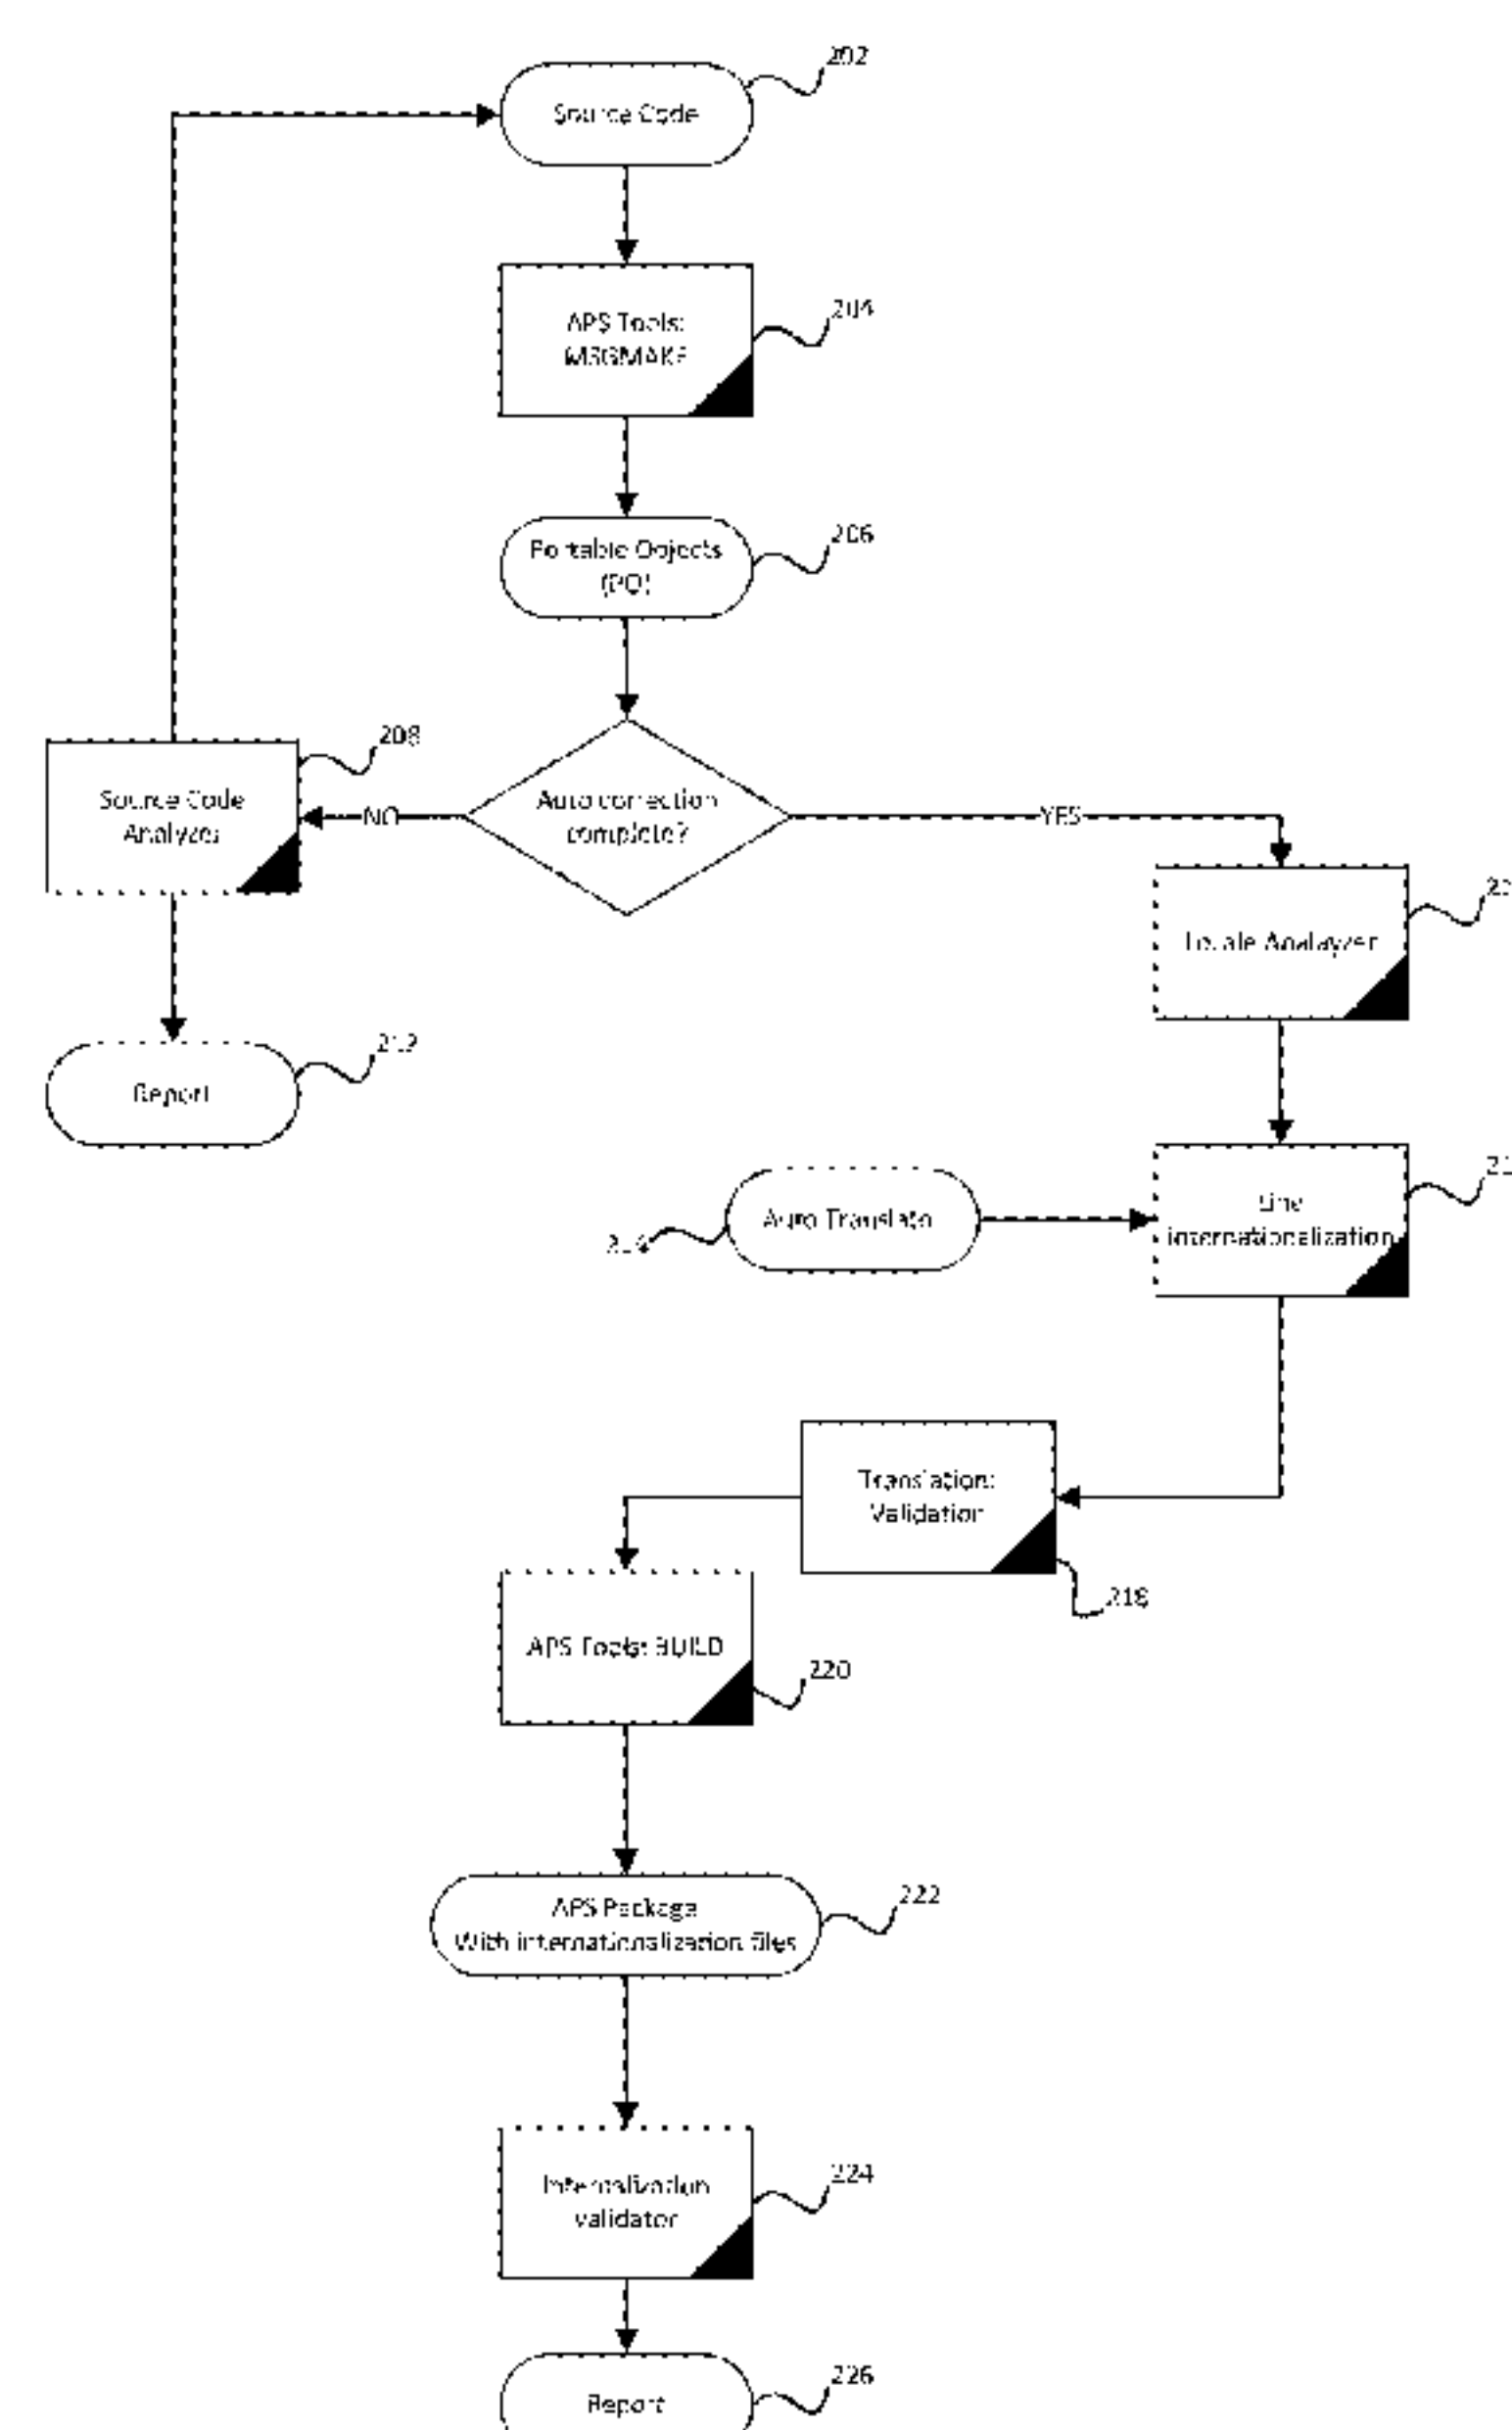 202
Source Code
204
APS Tools:
MSGMAKE
206
Portable Objects
(PO)
208
Source Code
Analyzer
NO
Auto correction
complete?
YES
Locale Analayzer
212
Report
Line
internationalization
Auto Translate
Translation:
Validation
218
APS Tools: BUILD
220
222
APS Package
With internationalization files
224
Internalization
validator
226
Report